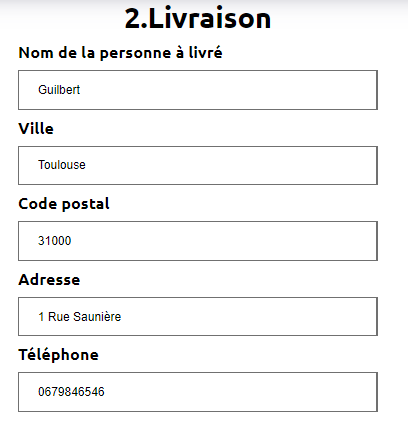 2.Livraison
Nom de la personne à livré
Guilbert
Ville
Toulouse
Code postal
31000
Adresse
1 Rue Saunière
Téléphone
0679846546